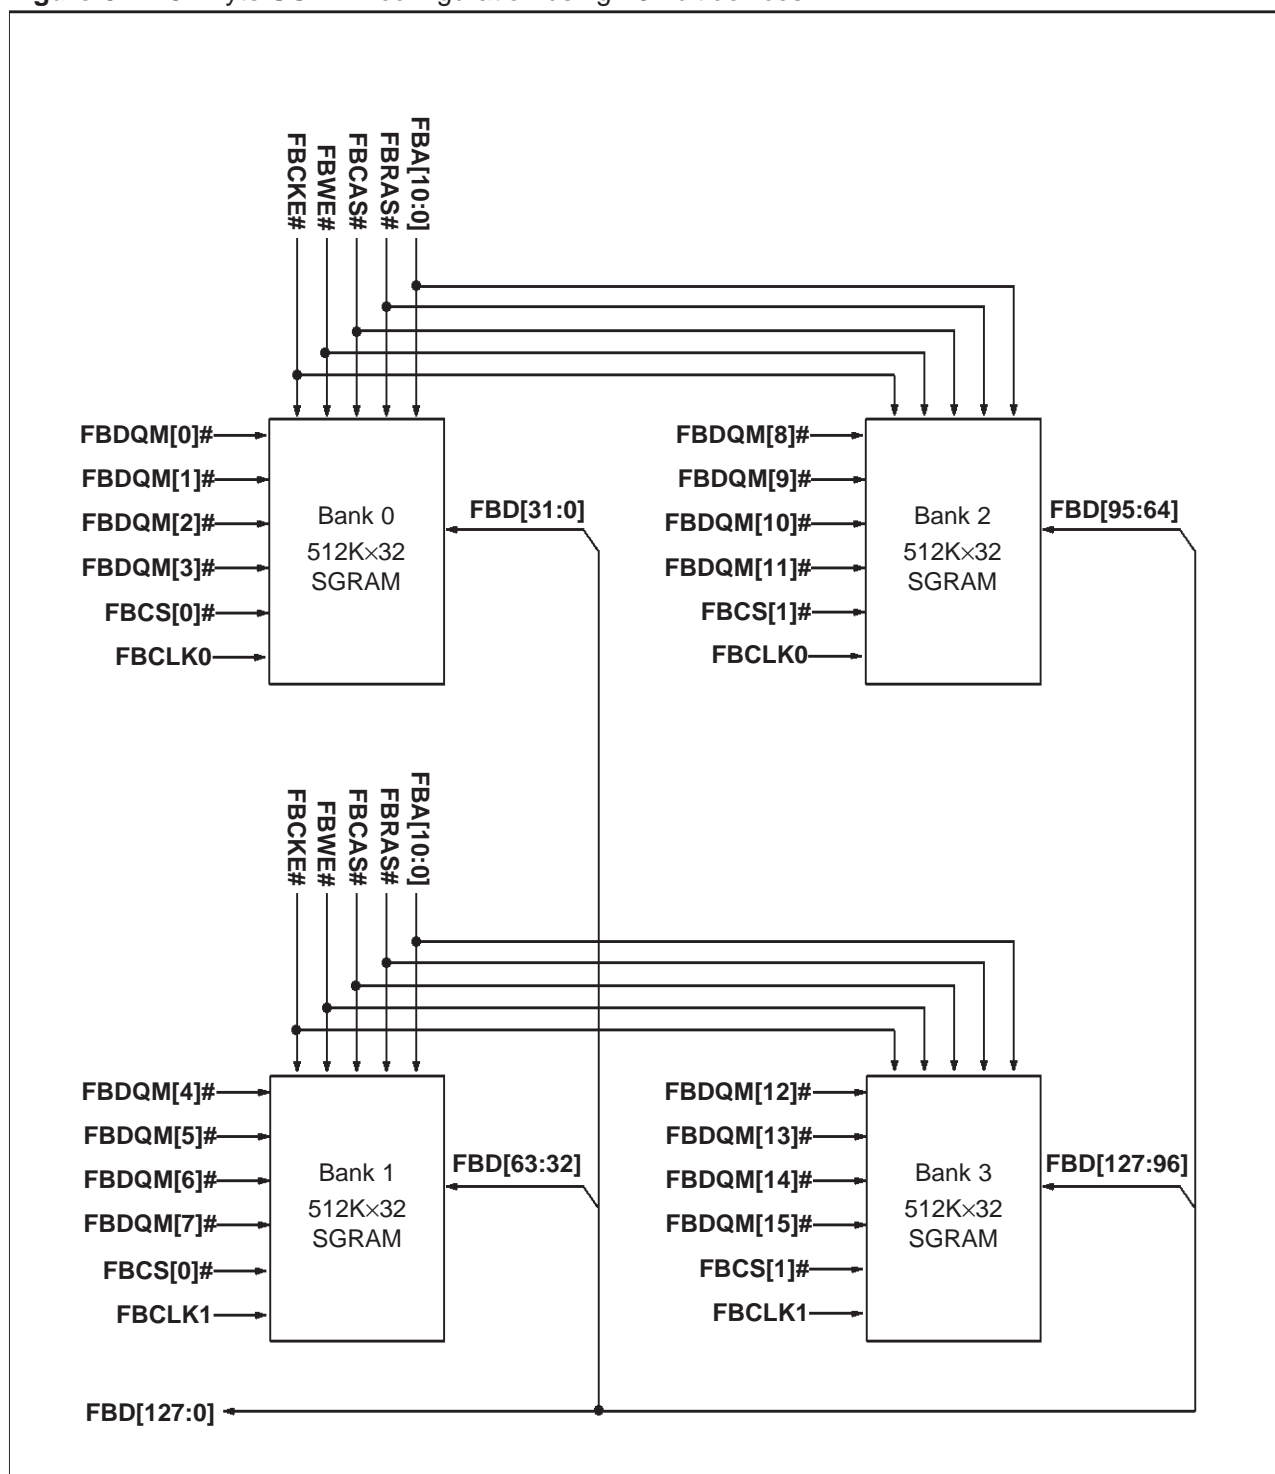 FBCKE#
FBWE#
FBCAS#
FBRAS#
FBA[10:0]
FBDQM[0]#
FBDQM[1]#
FBDQM[2]#
FBDQM[3]#
FBCS[0]#
FBCLK0
Bank 0
512K×32
SGRAM
FBD[31:0]
FBDQM[8]#
FBDQM[9]#
FBDQM[10]#
FBDQM[11]#
FBCS[1]#
FBCLK0
Bank 2
512K×32
SGRAM
FBD[95:64]
FBCKE#
FBWE#
FBCAS#
FBRAS#
FBA[10:0]
FBDQM[4]#
FBDQM[5]#
FBDQM[6]#
FBDQM[7]#
FBCS[0]#
FBCLK1
Bank 1
512K×32
SGRAM
FBD[63:32]
FBDQM[12]#
FBDQM[13]#
FBDQM[14]#
FBDQM[15]#
FBCS[1]#
FBCLK1
Bank 3
512K×32
SGRAM
FBD[127:96]
FBD[127:0]